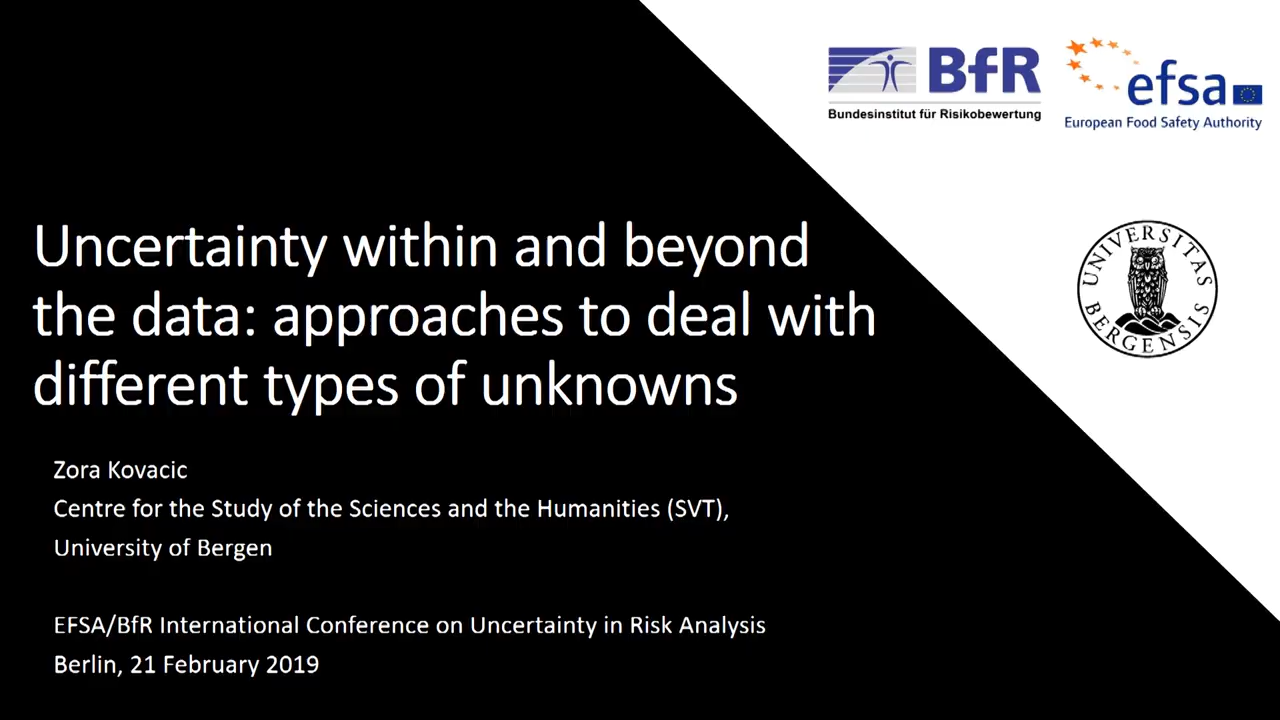 BfR
Bundesinstitut für Risikobewertung
efsa
European Food Safety Authority
UNIVERSITAS BERGENSIS
Uncertainty within and beyond
the data: approaches to deal with
different types of unknowns
Zora Kovacic
Centre for the Study of the Sciences and the Humanities (SVT),
University of Bergen
EFSA/BfR International Conference on Uncertainty in Risk Analysis
Berlin, 21 February 2019